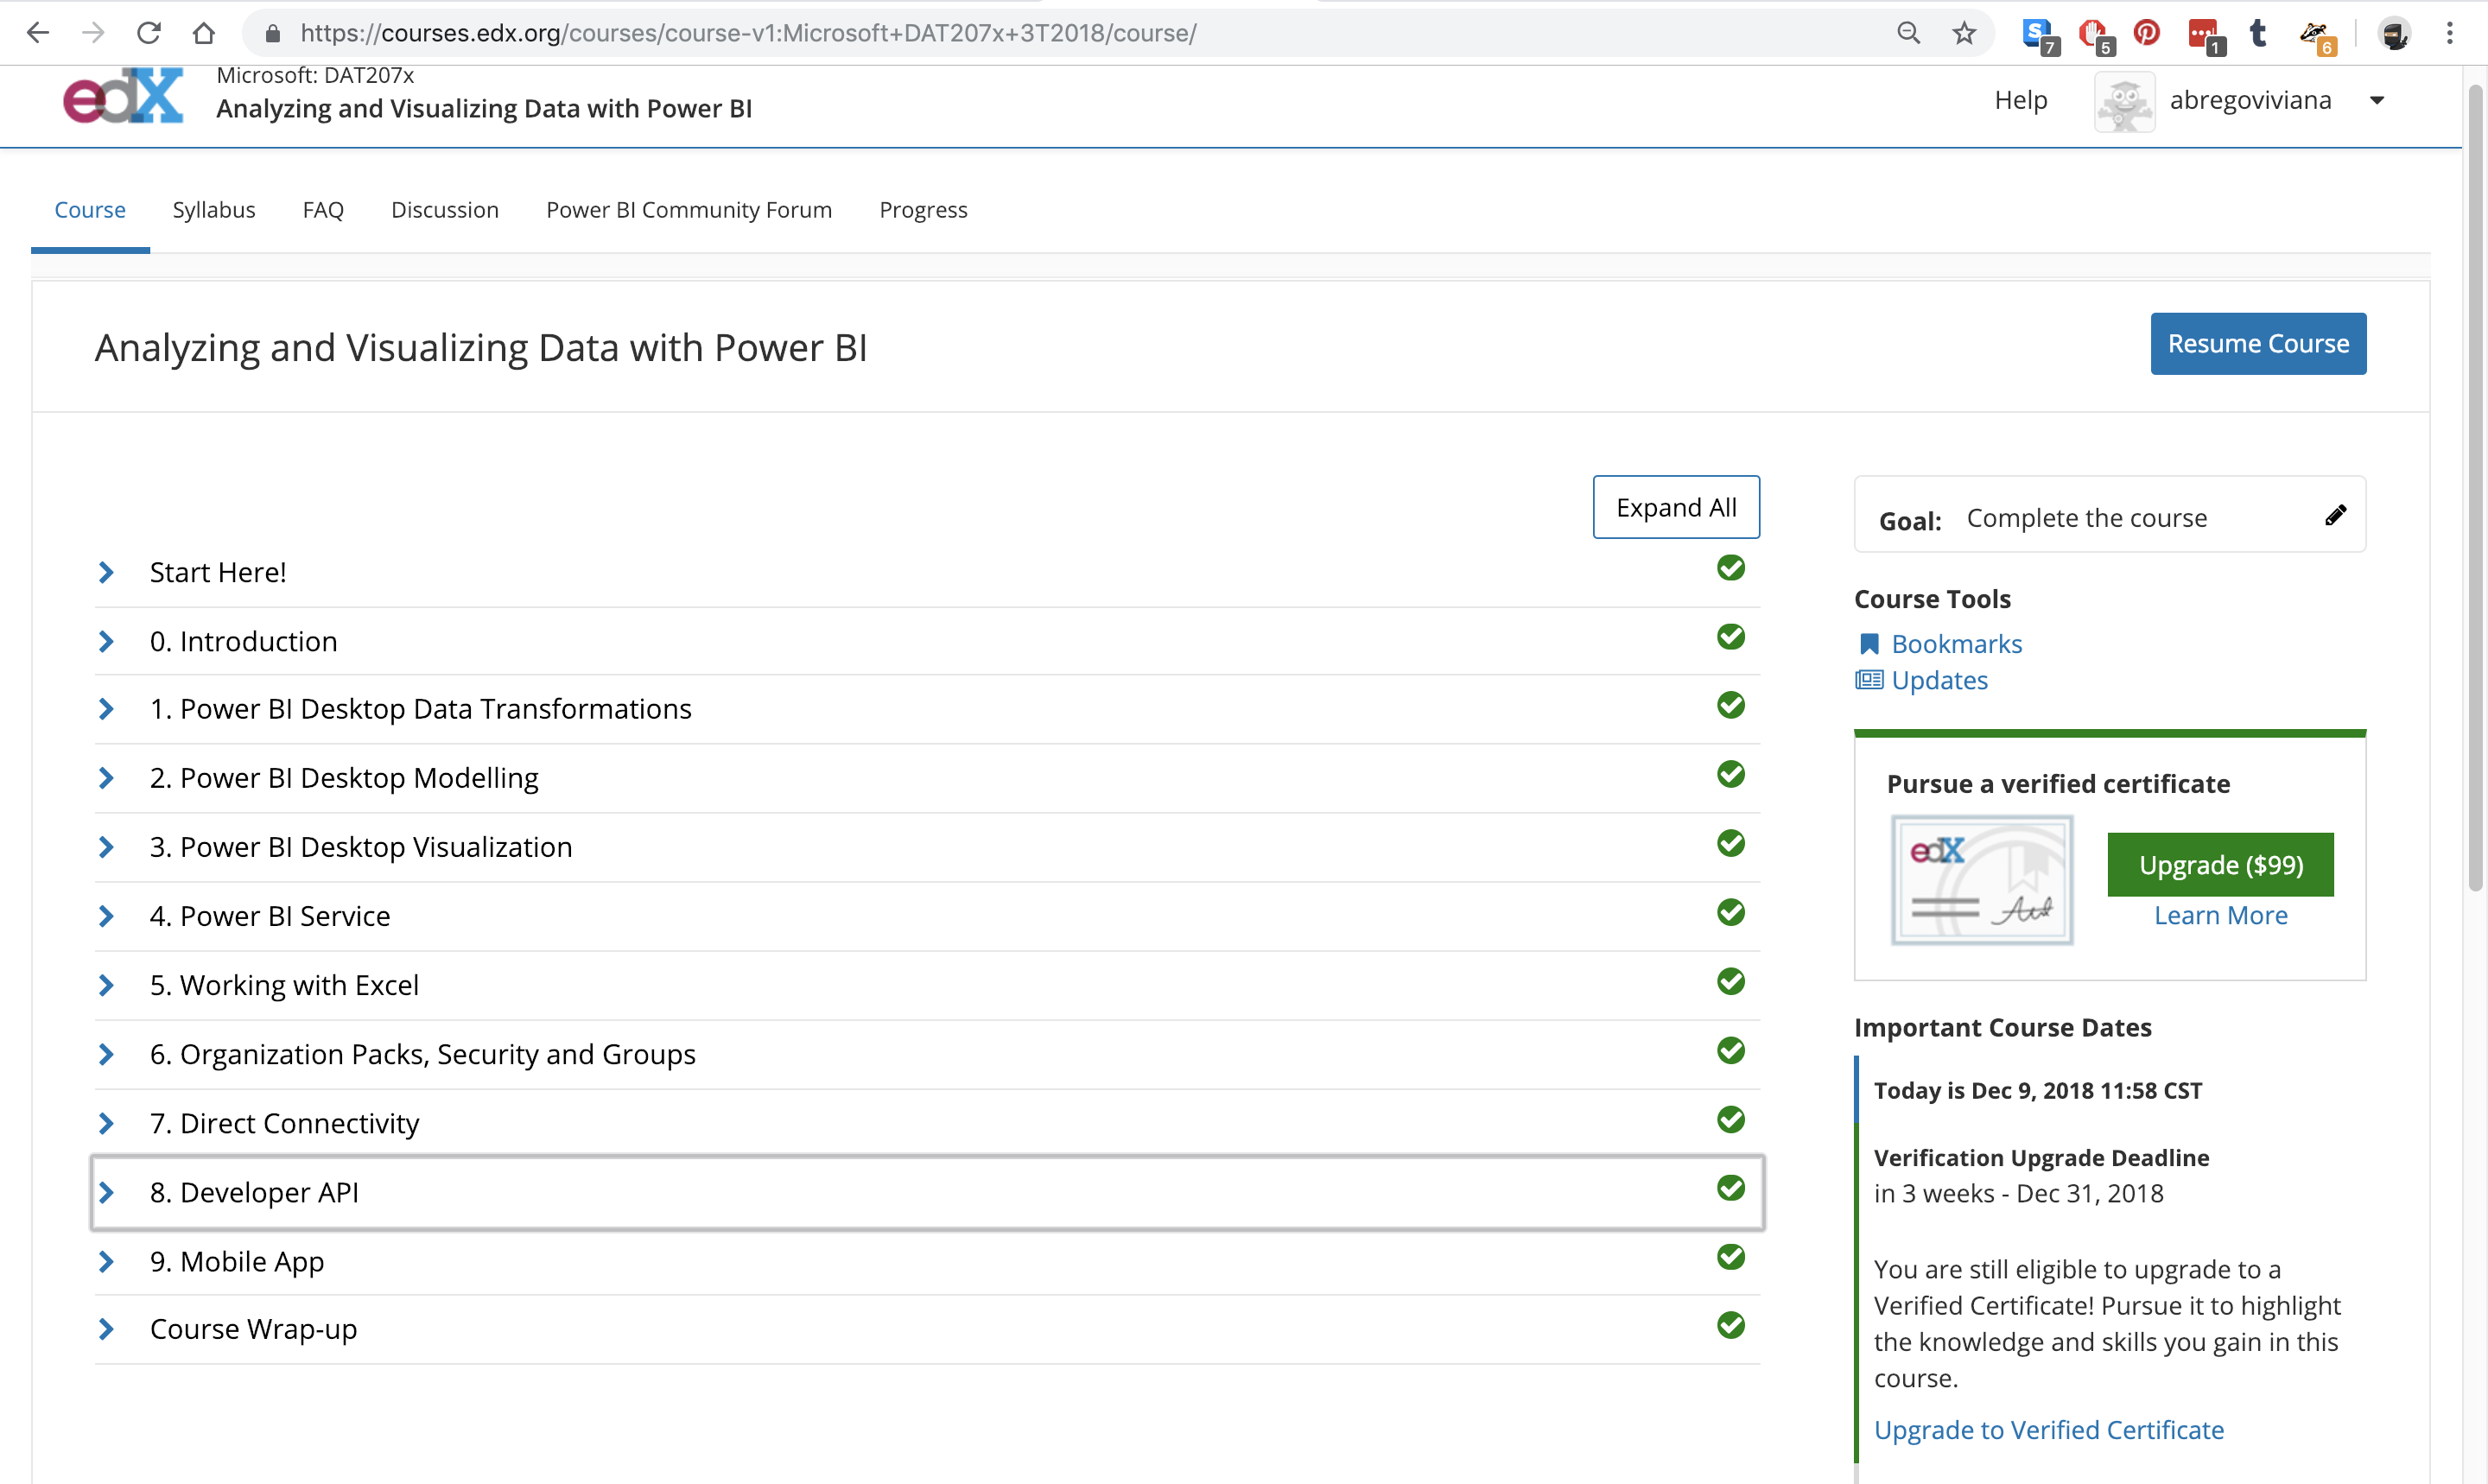 https://courses.edx.org/courses/course-v1:Microsoft+DAT207x+3T2018/course/
7
5
1
6
edX
Microsoft: DAT207x
Analyzing and Visualizing Data with Power BI
Help
abregoviviana
Course
Syllabus
FAQ
Discussion
Power BI Community Forum
Progress
Analyzing and Visualizing Data with Power BI
Resume Course
Expand All
Start Here!
0. Introduction
1. Power BI Desktop Data Transformations
2. Power BI Desktop Modelling
3. Power BI Desktop Visualization
4. Power BI Service
5. Working with Excel
6. Organization Packs, Security and Groups
7. Direct Connectivity
8. Developer API
9. Mobile App
Course Wrap-up
Goal: Complete the course
Course Tools
Bookmarks
Updates
Pursue a verified certificate
edX
Upgrade ($99)
Learn More
Important Course Dates
Today is Dec 9, 2018 11:58 CST
Verification Upgrade Deadline
in 3 weeks - Dec 31, 2018
You are still eligible to upgrade to a
Verified Certificate! Pursue it to highlight
the knowledge and skills you gain in this
course.
Upgrade to Verified Certificate